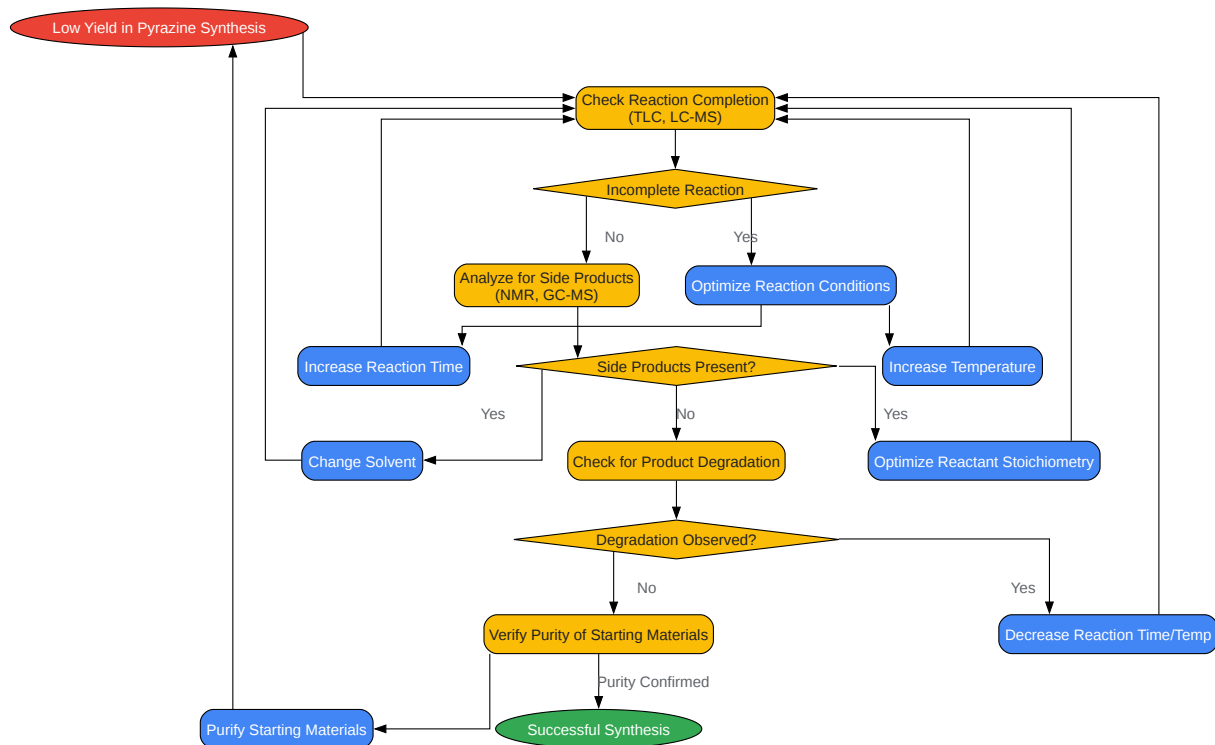 Low Yield in Pyrazine Synthesis
Check Reaction Completion
(TLC, LC-MS)
Incomplete Reaction
No
Yes
Analyze for Side Products
(NMR, GC-MS)
Optimize Reaction Conditions
Increase Reaction Time
Side Products Present?
Increase Temperature
Yes
No
Yes
Change Solvent
Check for Product Degradation
Optimize Reactant Stoichiometry
Degradation Observed?
No
Yes
Verify Purity of Starting Materials
Decrease Reaction Time/Temp
Purity Confirmed
Purify Starting Materials
Successful Synthesis